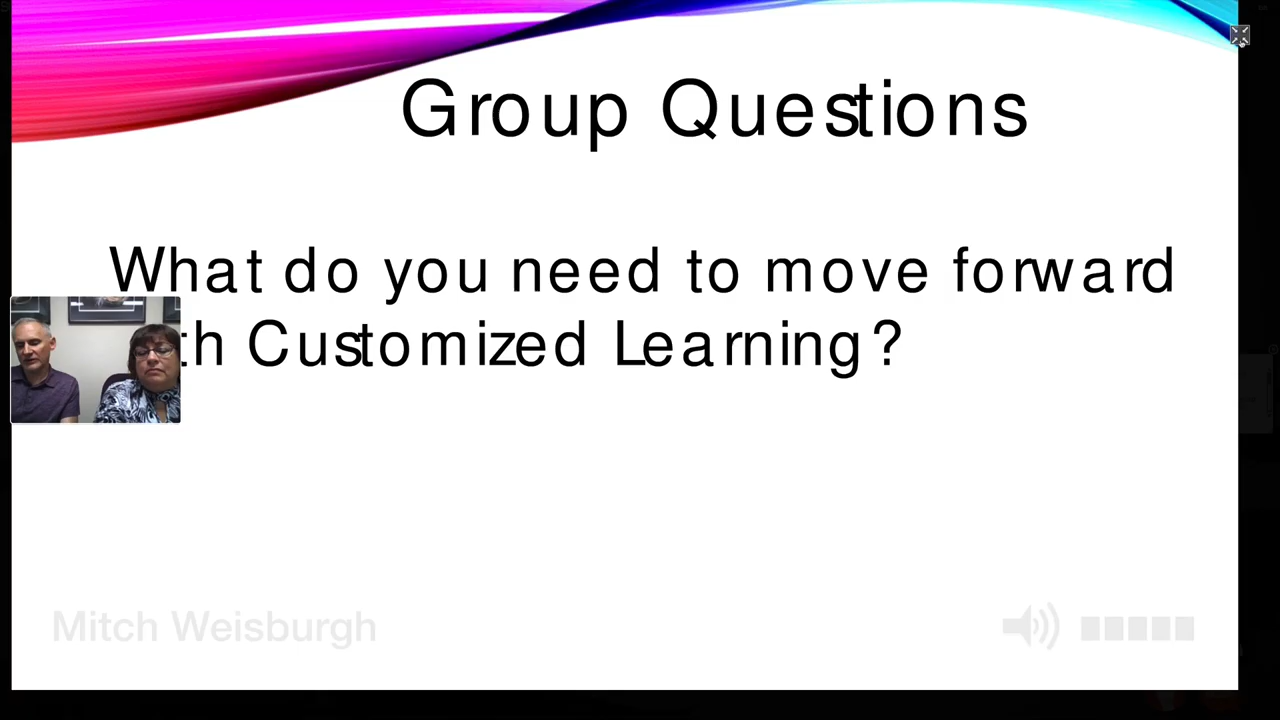 Group Questions
What do you need to move forward
th Customized Learning?
Mitch Weisburgh